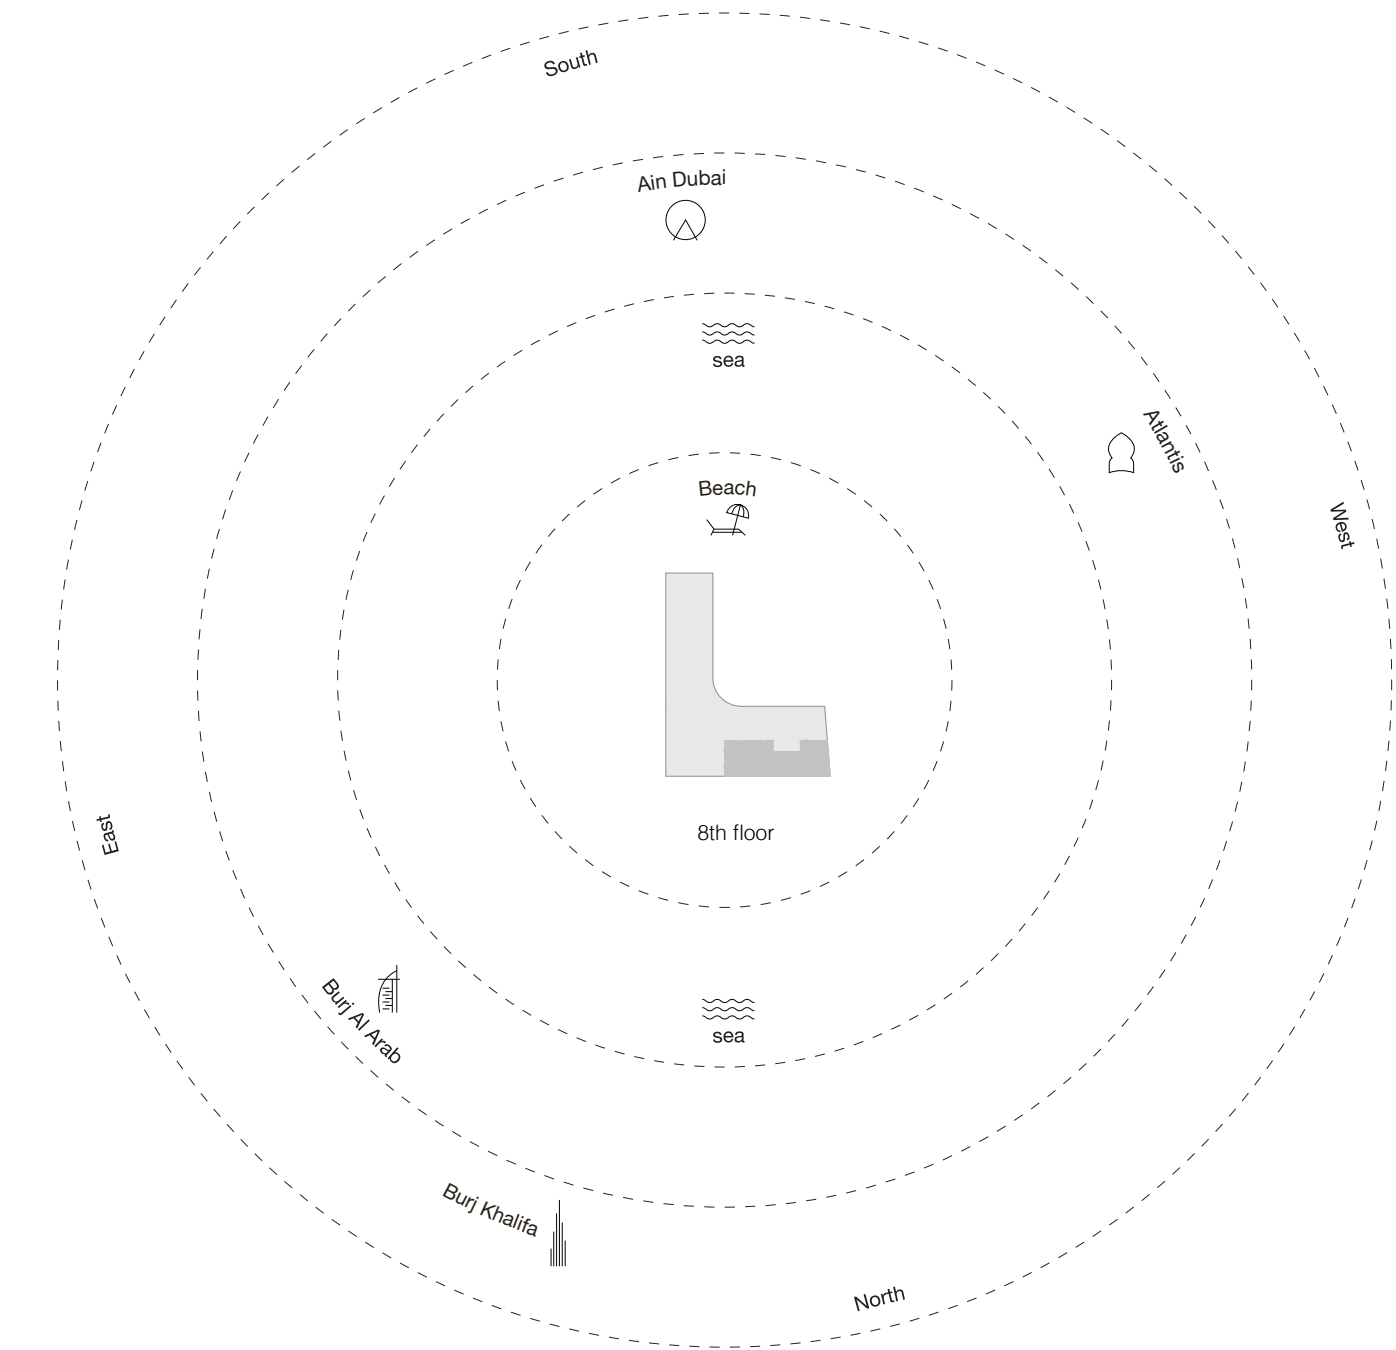 South
Ain Dubai
sea
Atlantis
Beach
West
8th floor
East
Burj Al Arab
sea
Burj Khalifa
North